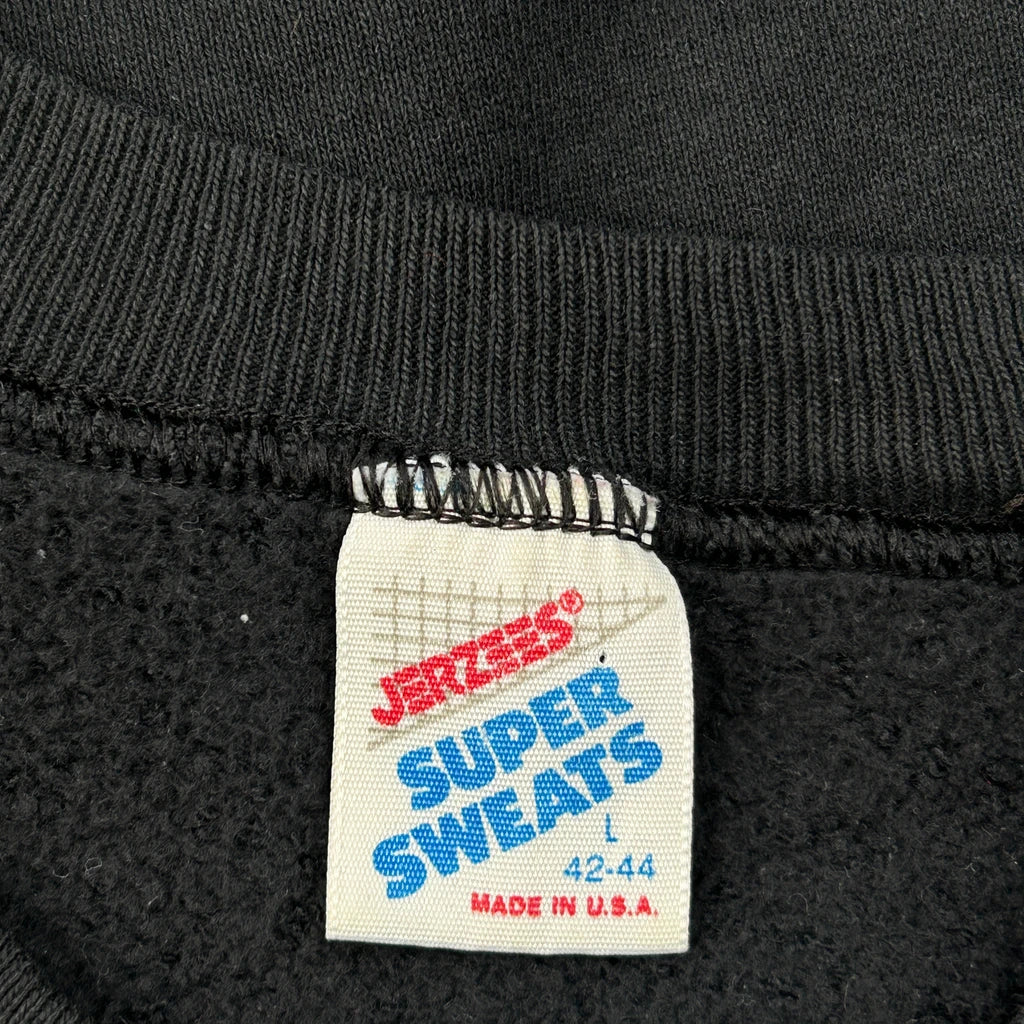 JERZEES®
SUPER
SWEATS
L
42-44
MADE IN U.S.A.